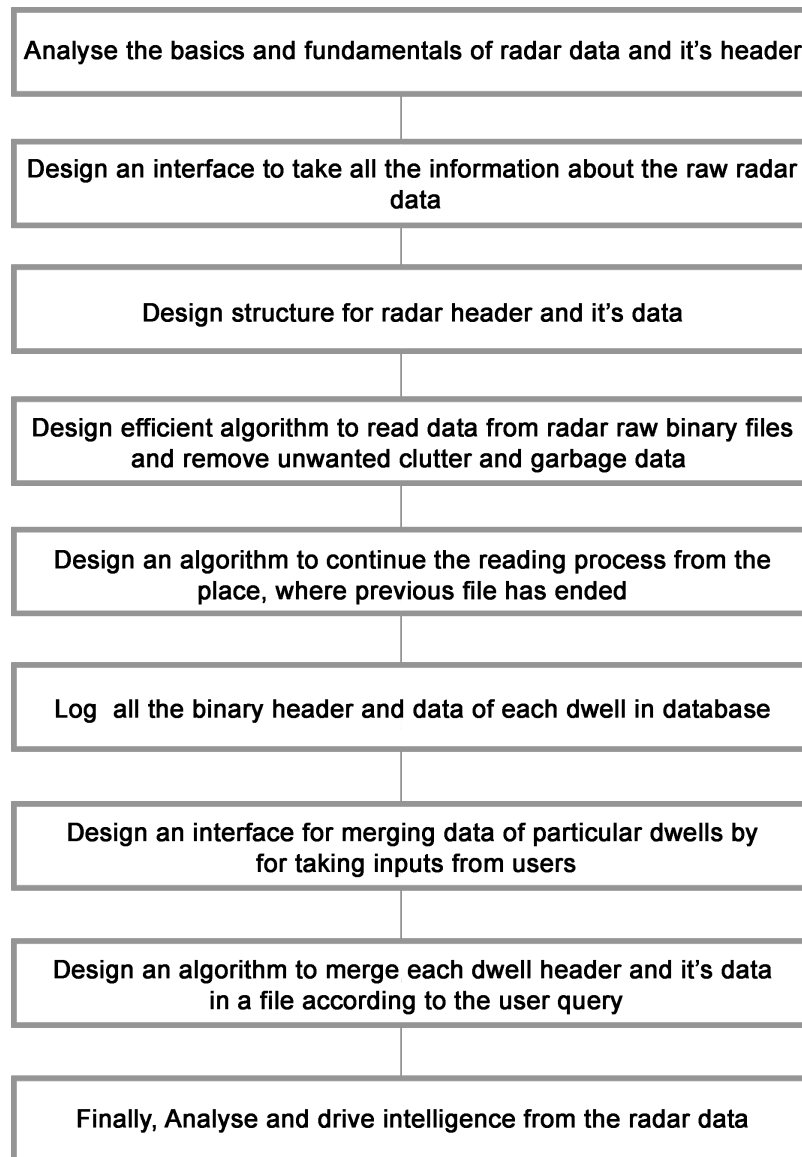 Analyse the basics and fundamentals of radar data and it's header
Design an interface to take all the information about the raw radar
data
Design structure for radar header and it's data
Design efficient algorithm to read data from radar raw binary files
and remove unwanted clutter and garbage data
Design an algorithm to continue the reading process from the
place, where previous file has ended
Log  all the binary header and data of each dwell in database
Design an interface for merging data of particular dwells by
for taking inputs from users
Design an algorithm to merge each dwell header and it's data
in a file according to the user query
Finally, Analyse and drive intelligence from the radar data